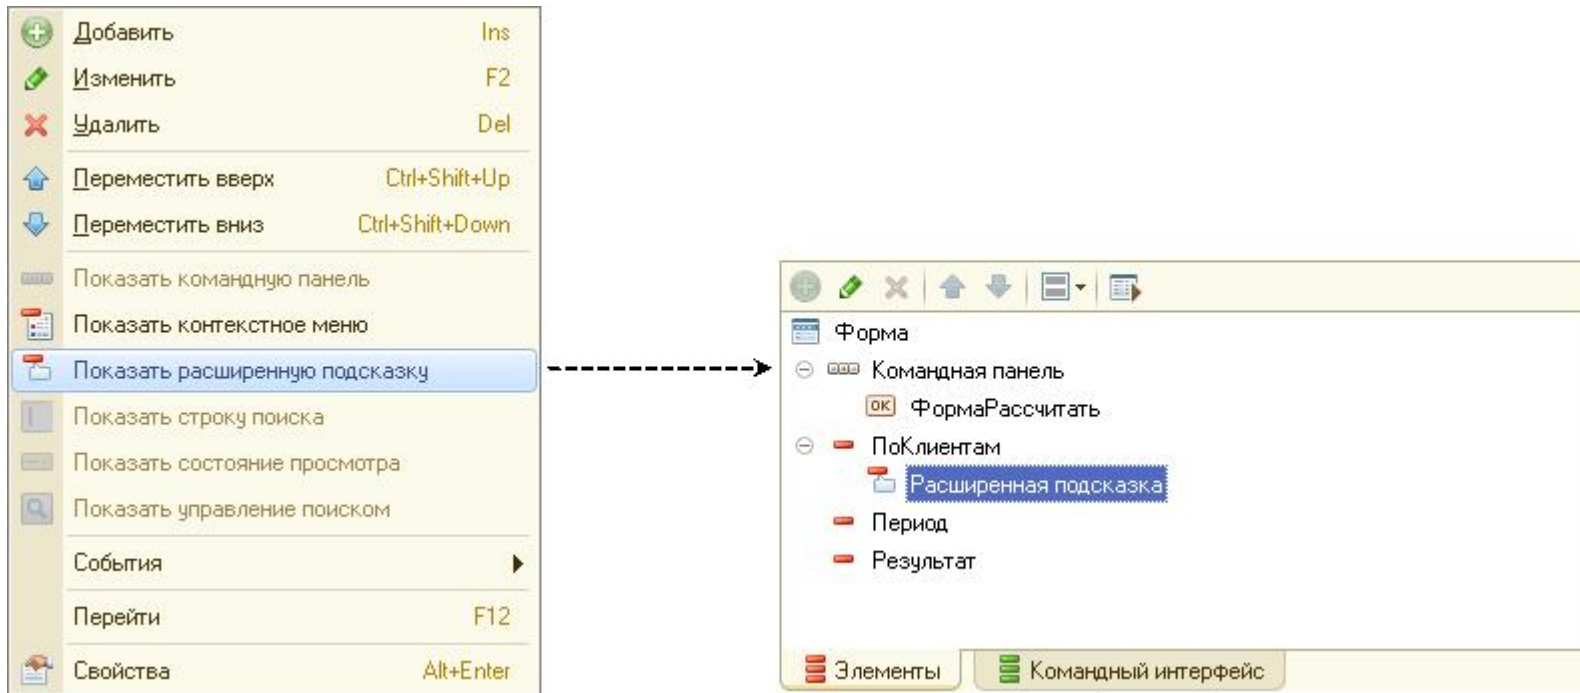 Добавить Ins
Изменить F2
Удалить Del
Переместить вверх Ctrl+Shift+Up
Переместить вниз Ctrl+Shift+Down
Показать командную панель
Показать контекстное меню
Показать расширенную подсказку
Показать строку поиска
Показать состояние просмотра
Показать управление поиском
События
Перейти F12
Свойства Alt+Enter
Форма
Командная панель
OK ФормаРассчитать
ПоКлиентам
Расширенная подсказка
Период
Результат
Элементы Командный интерфейс